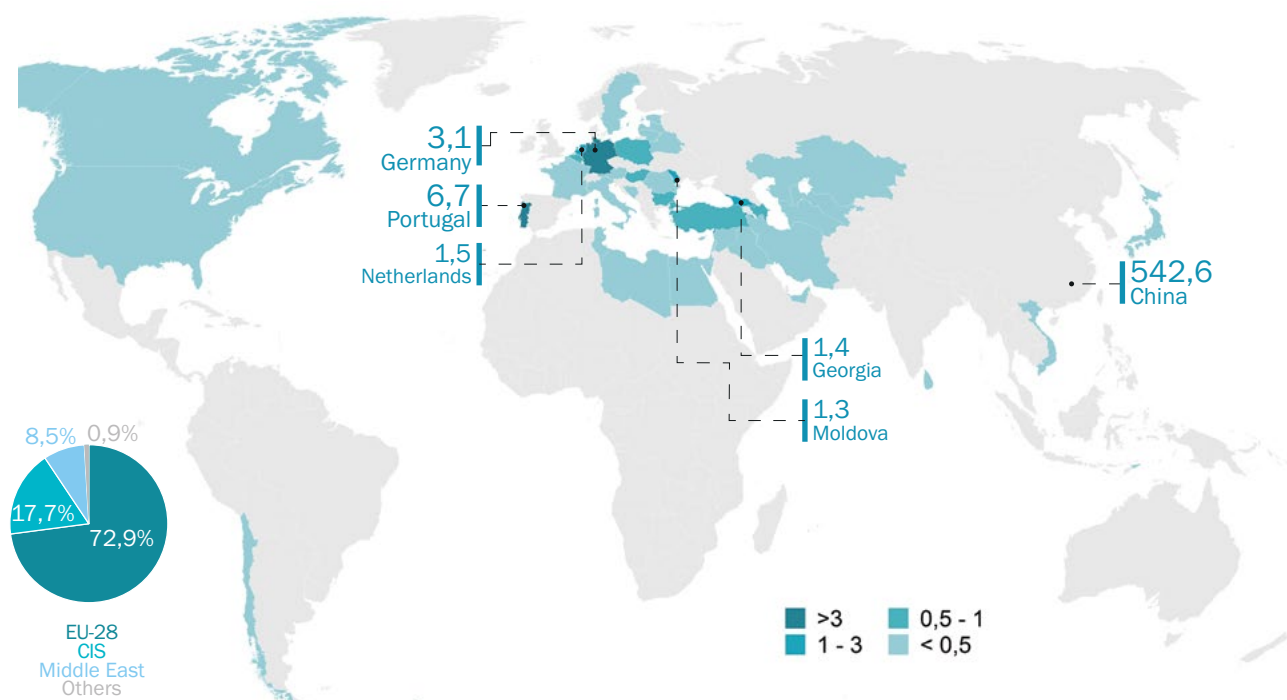 3,1
Germany
6,7
Portugal
1,5
Netherlands
542,6
China
1,4
Georgia
1,3
Moldova
8,5%
0,9%
17,7%
72,9%
EU-28
CIS
Middle East
Others
>3
0,5 - 1
1 - 3
< 0,5